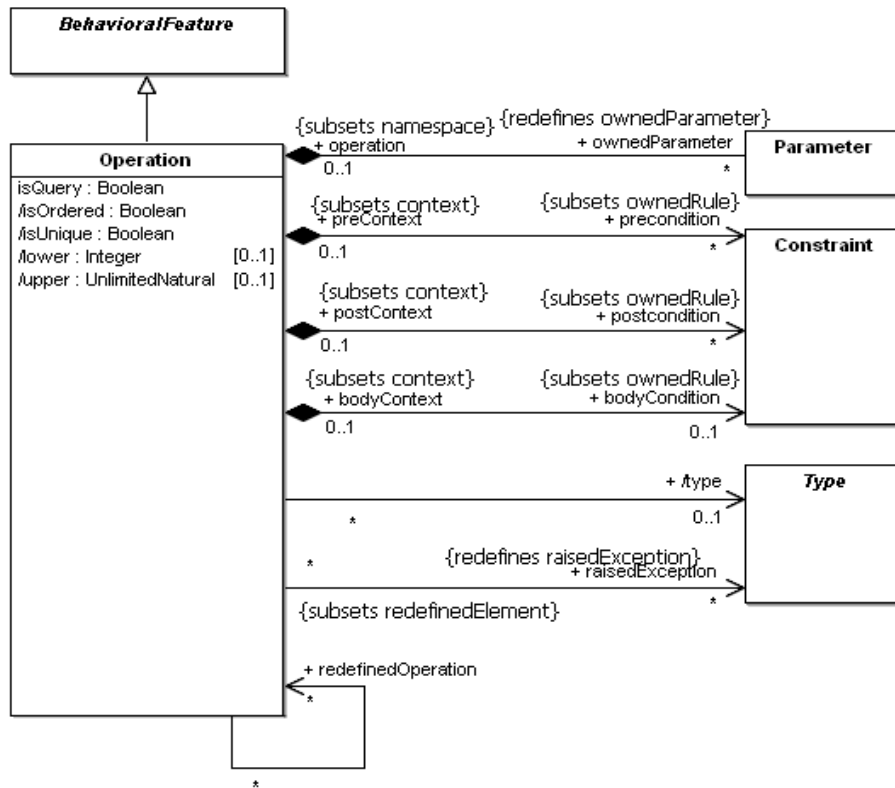 BehavioralFeature
Operation
isQuery : Boolean
/isOrdered : Boolean
/isUnique : Boolean
/lower : Integer [0..1]
/upper : UnlimitedNatural [0..1]
{subsets namespace} {redefines ownedParameter}
+ operation + ownedParameter
0..1 *
Parameter
{subsets context} {subsets ownedRule}
+ preContext + precondition
0..1 *
Constraint
{subsets context} {subsets ownedRule}
+ postContext + postcondition
0..1 *
{subsets context} {subsets ownedRule}
+ bodyContext + bodyCondition
0..1 0..1
+ /type
* 0..1
Type
* {redefines raisedException}
+ raisedException
*
{subsets redefinedElement}
+ redefinedOperation
*
*